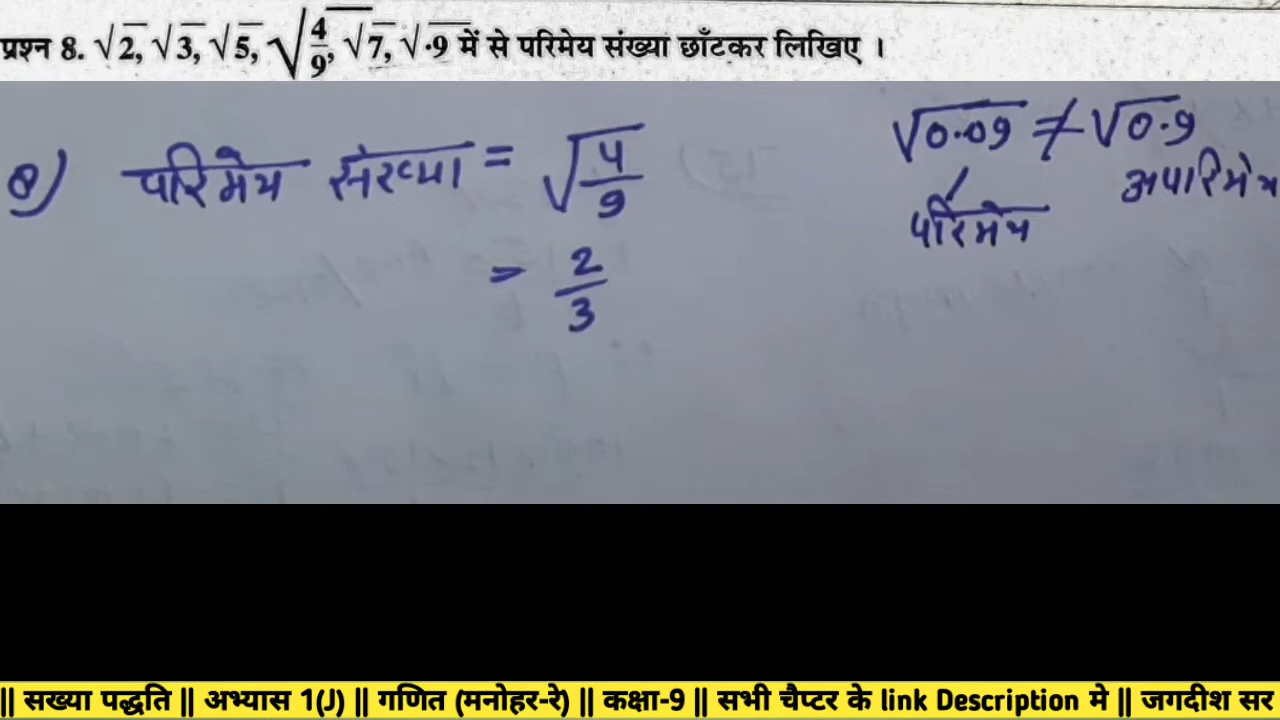 प्रश्न 8. √2, √3, √5, √4/9, √7, √·9 में से परिमेय संख्या छाँटकर लिखिए ।
8) परिमेय संख्या = √4/9
= 2/3
√0.09 ≠ √0.9
परिमेय अपरिमेय
|| सख्या पद्धति || अभ्यास 1(J) || गणित (मनोहर-रे) || कक्षा-9 || सभी चैप्टर के link Description मे || जगदीश सर